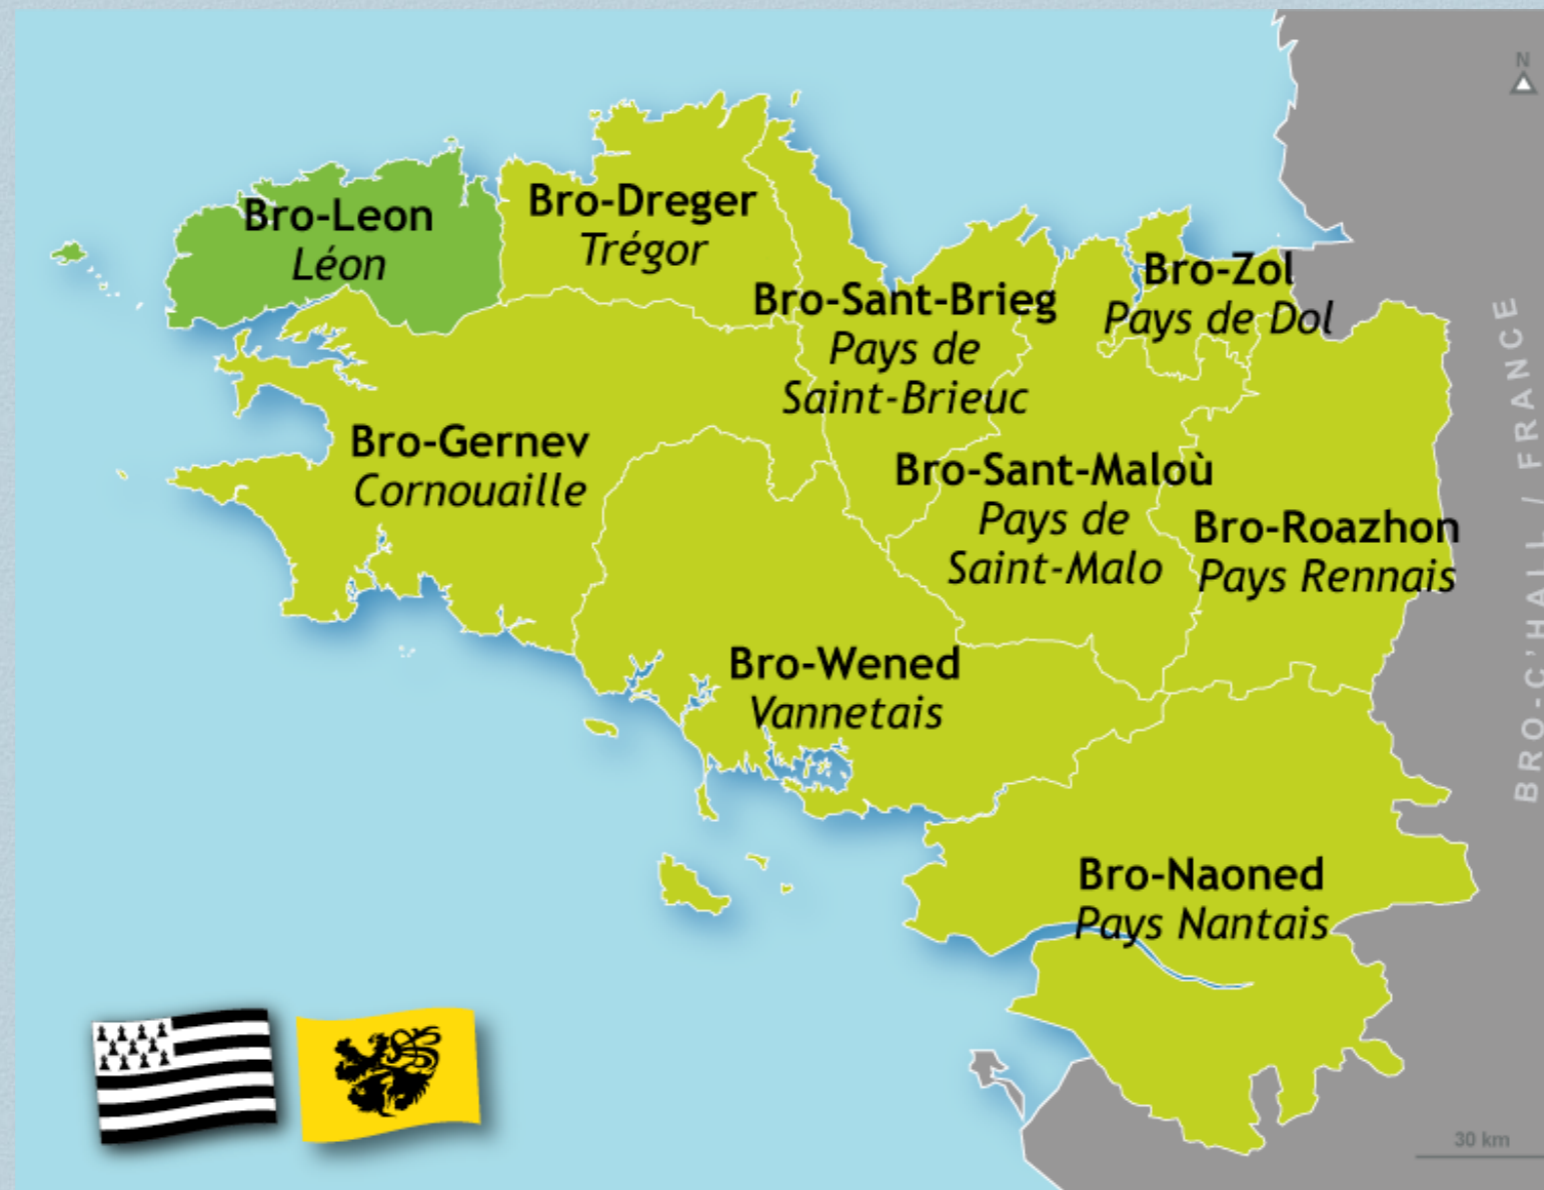 N
Bro-Leon
Léon
Bro-Dreger
Trégor
Bro-Sant-Brieg
Pays de
Saint-Brieuc
Bro-Zol
Pays de Dol
Bro-Gernev
Cornouaille
Bro-Sant-Maloù
Pays de
Saint-Malo
Bro-Roazhon
Pays Rennais
BRO-C'HALL / FRANCE
Bro-Wened
Vannetais
Bro-Naoned
Pays Nantais
30 km